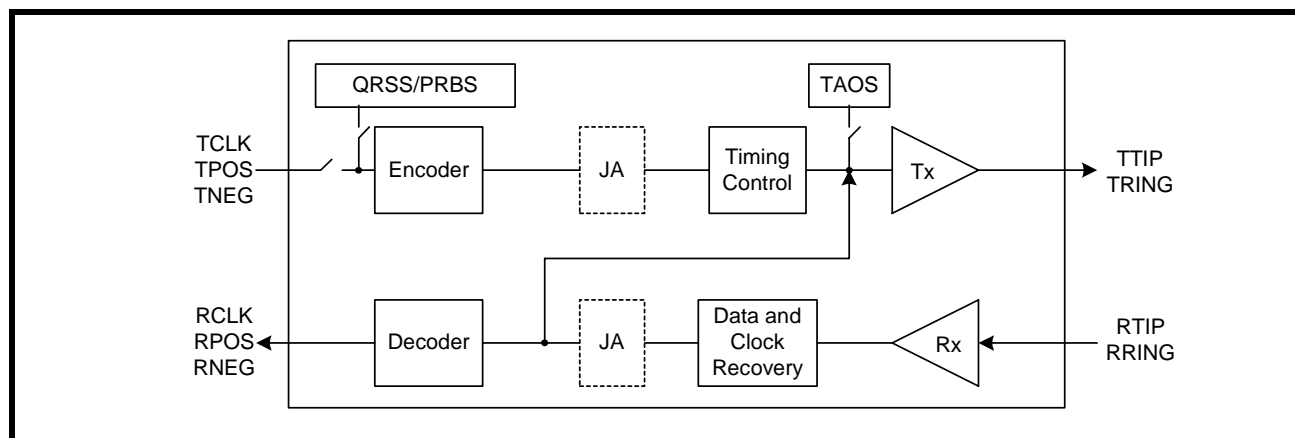 QRSS/PRBS
TAOS
TCLK
TPOS
TNEG
Encoder
JA
Timing
Control
Tx
TTIP
TRING
RCLK
RPOS
RNEG
Decoder
JA
Data and
Clock
Recovery
Rx
RTIP
RRING